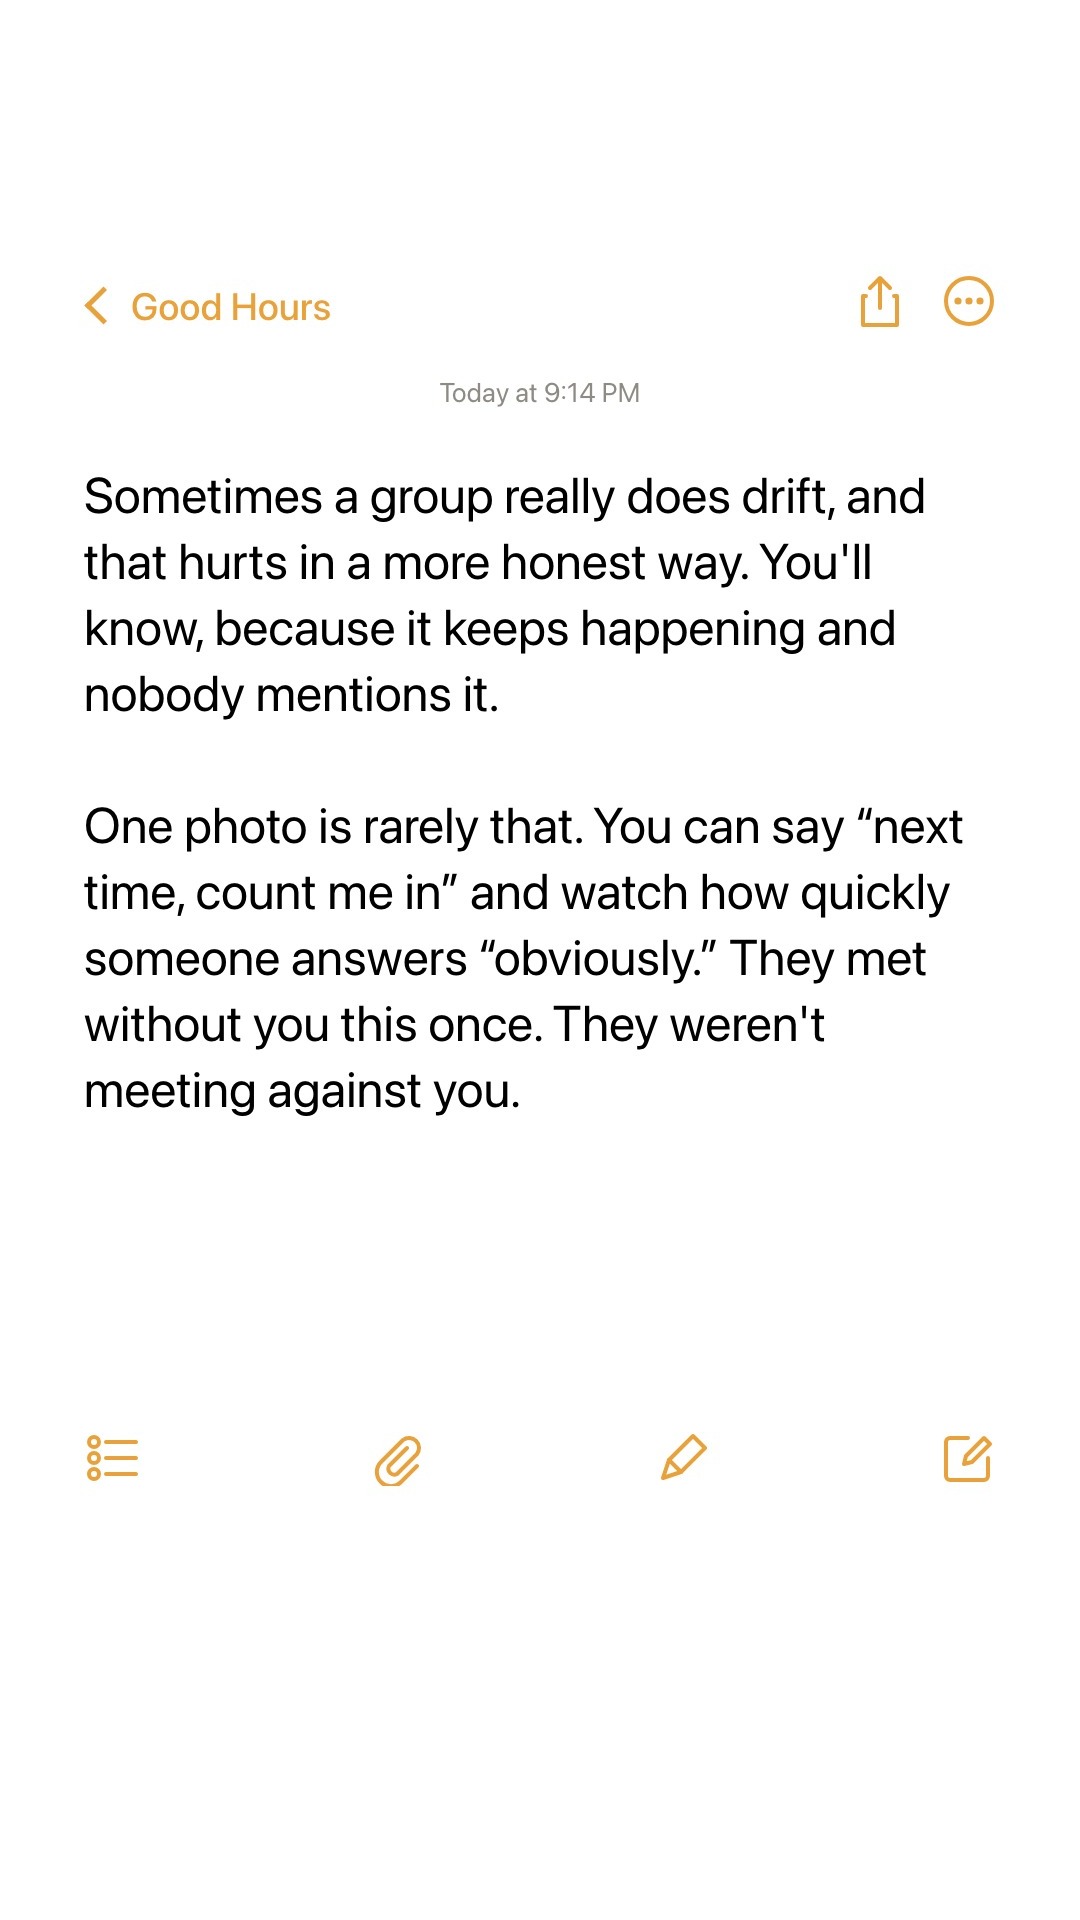 Good Hours
Today at 9:14 PM
Sometimes a group really does drift, and
that hurts in a more honest way. You'll
know, because it keeps happening and
nobody mentions it.
One photo is rarely that. You can say “next
time, count me in” and watch how quickly
someone answers “obviously.” They met
without you this once. They weren't
meeting against you.